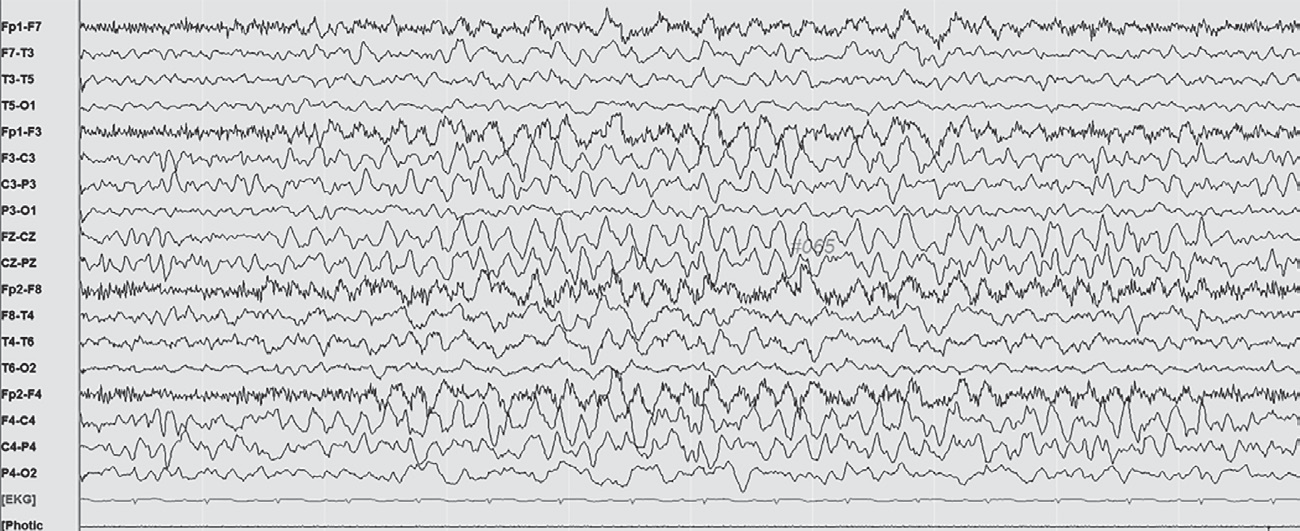 Fp1-F7
F7-T3
T3-T5
T5-O1
Fp1-F3
F3-C3
C3-P3
P3-O1
FZ-CZ
#065
CZ-PZ
Fp2-F8
F8-T4
T4-T6
T6-O2
Fp2-F4
F4-C4
C4-P4
P4-O2
[EKG]
[Photic